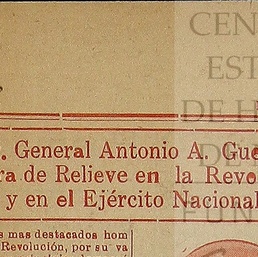 CEN
EST
DE H
DE
FUN
. General Antonio A. Gue
ra de Relieve en la Revo
y en el Ejército Nacional
s mas destacados hom
Revolución, por su va